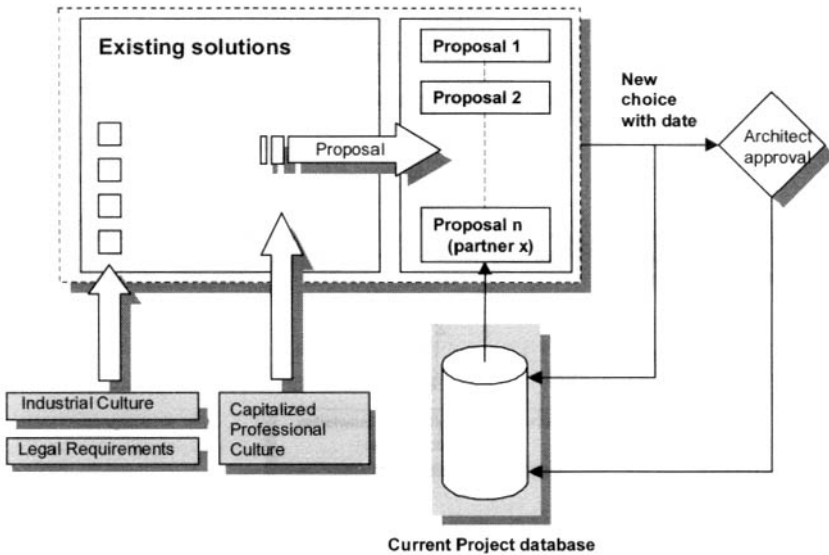 Existing solutions
Proposal 1
Proposal 2
Proposal
Proposal n
(partner x)
New
choice
with date
Architect
approval
Industrial Culture
Legal Requirements
Capitalized
Professional
Culture
Current Project database